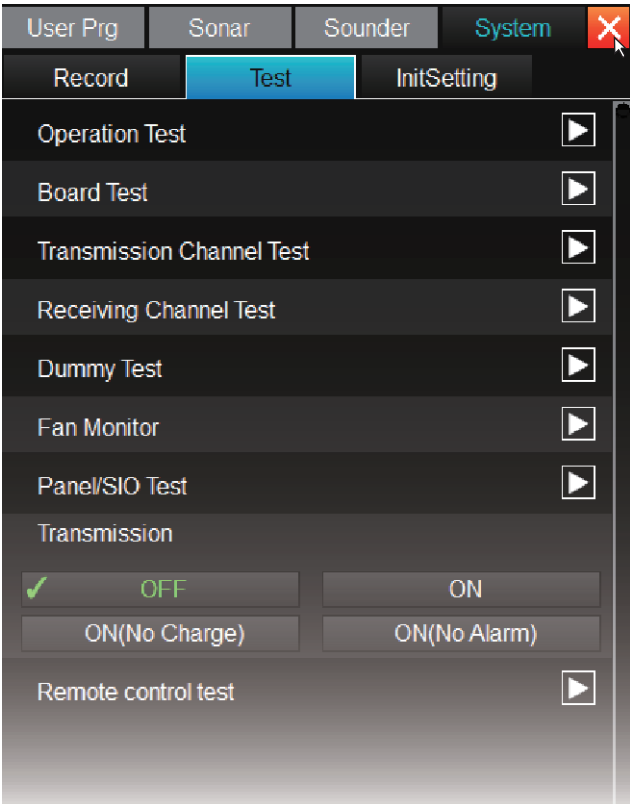 User Prg Sonar Sounder System
Record Test InitSetting
Operation Test
Board Test
Transmission Channel Test
Receiving Channel Test
Dummy Test
Fan Monitor
Panel/SIO Test
Transmission
OFF ON
ON(No Charge) ON(No Alarm)
Remote control test